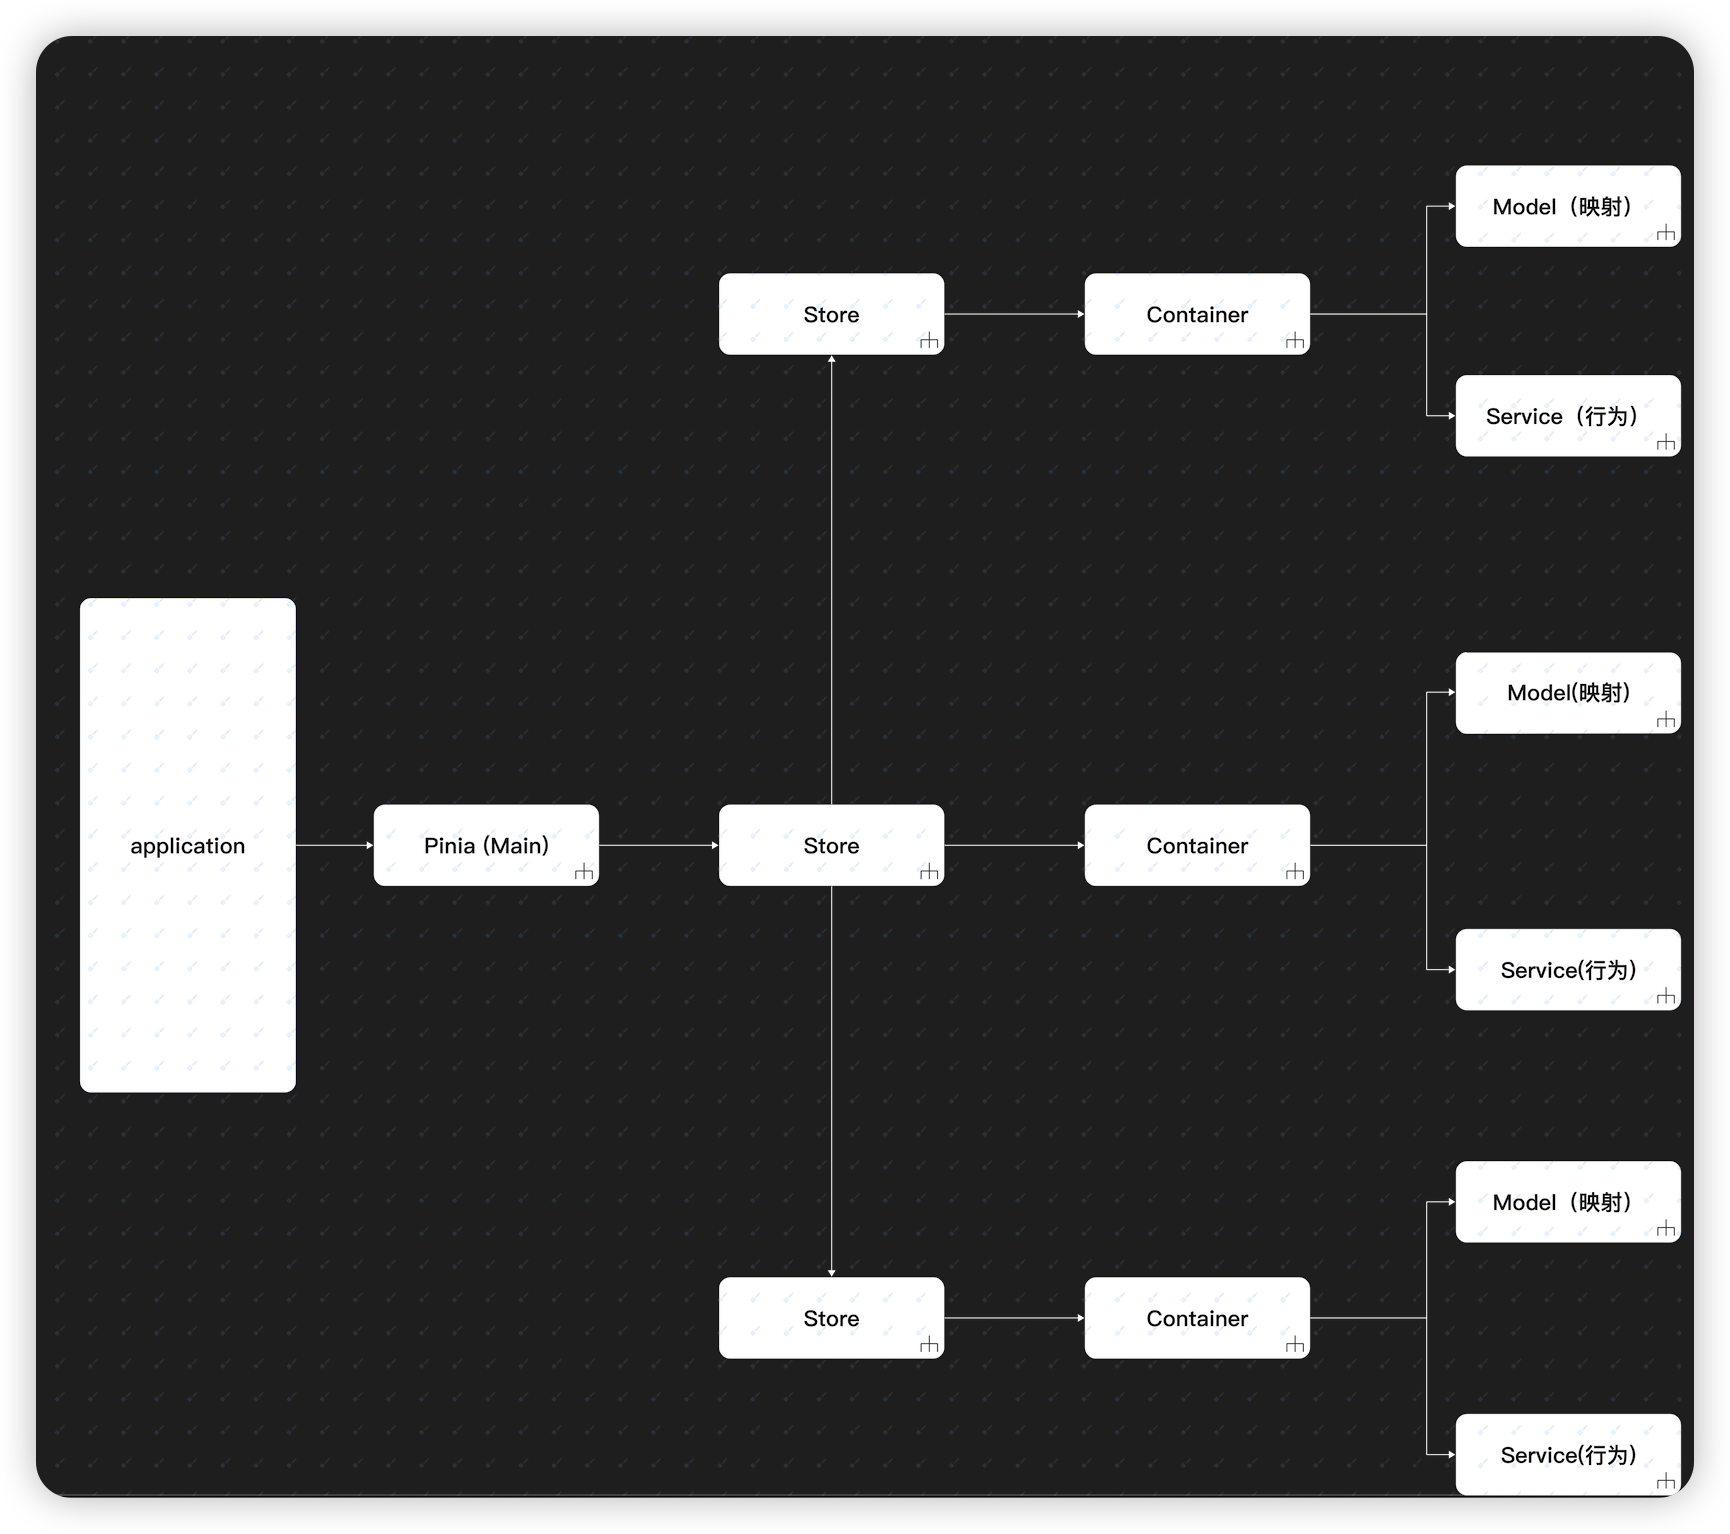 Model（映射）
Store
Container
Service（行为）
Model(映射)
application
Pinia (Main)
Store
Container
Service(行为)
Model（映射）
Store
Container
Service(行为)